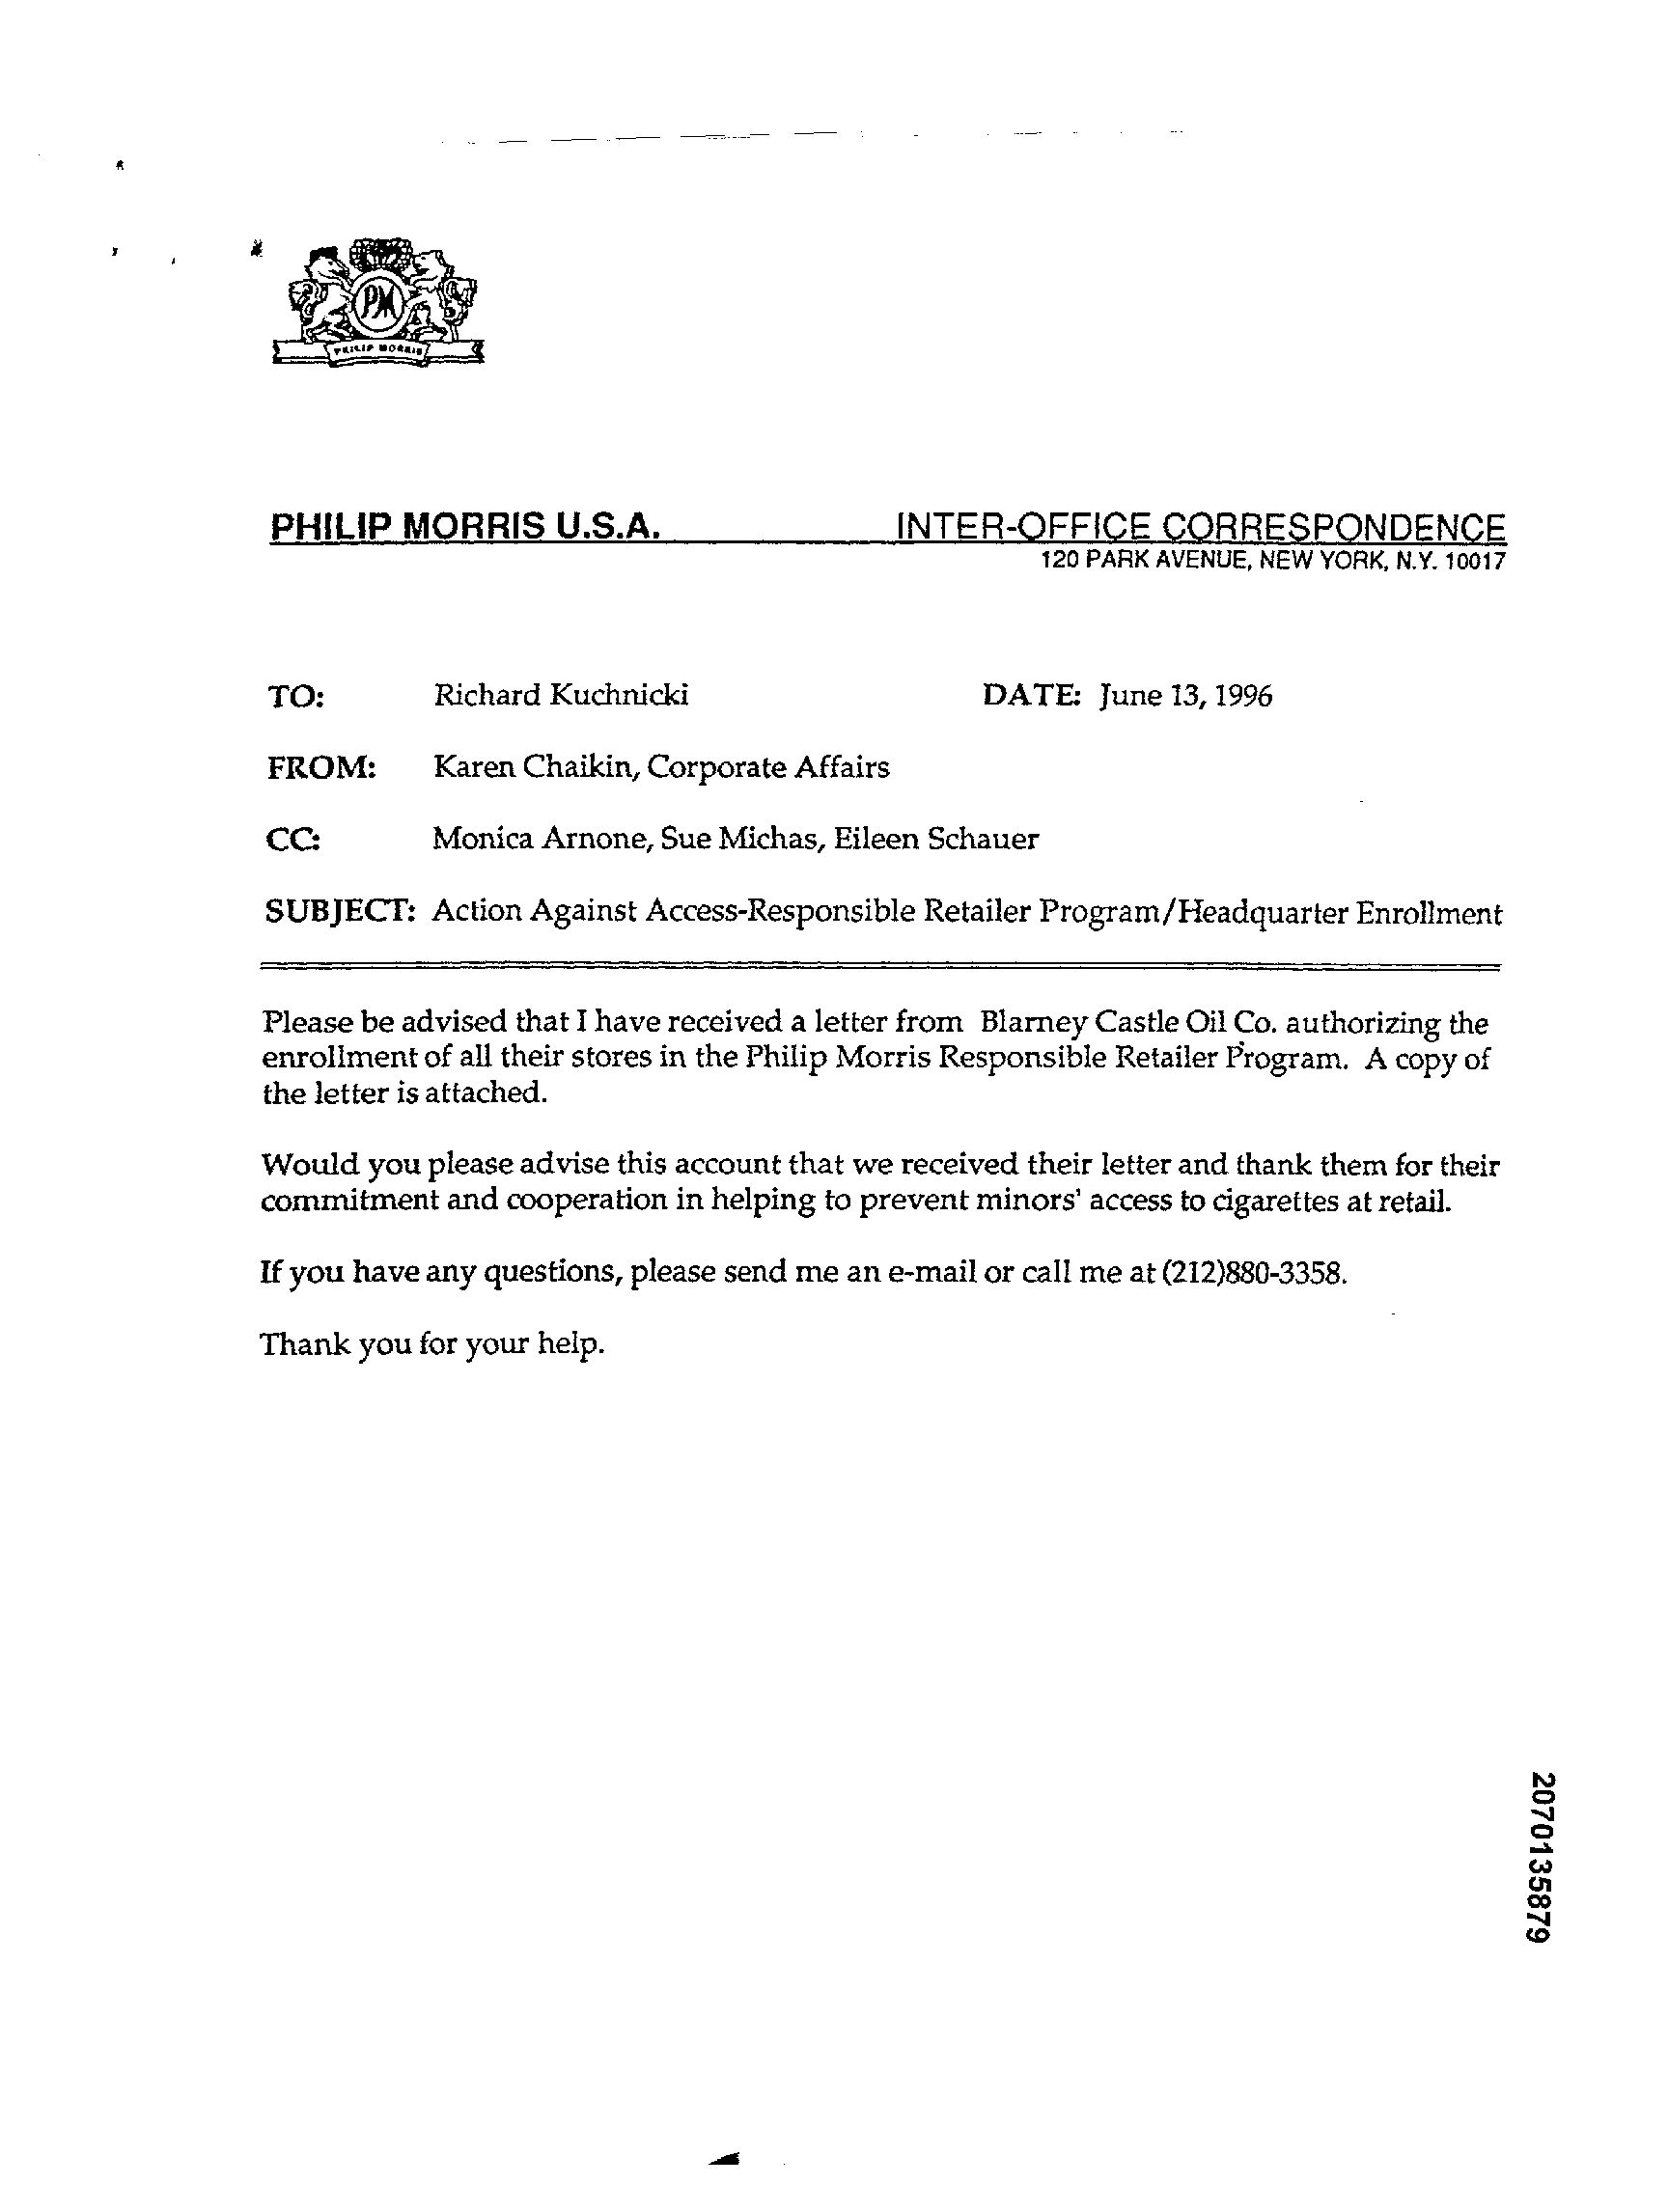 PM
PHILIP MORRIS
PHILIP MORRIS U.S.A. INTER-OFFICE CORRESPONDENCE
120 PARK AVENUE, NEW YORK, N.Y. 10017
TO: Richard Kuchnicki DATE: June 13, 1996
FROM: Karen Chaikin, Corporate Affairs
CC: Monica Arnone, Sue Michas, Eileen Schauer
SUBJECT: Action Against Access-Responsible Retailer Program/Headquarter Enrollment
Please be advised that I have received a letter from Blarney Castle Oil Co. authorizing the
enrollment of all their stores in the Philip Morris Responsible Retailer Program. A copy of
the letter is attached.
Would you please advise this account that we received their letter and thank them for their
commitment and cooperation in helping to prevent minors' access to cigarettes at retail.
If you have any questions, please send me an e-mail or call me at (212)880-3358.
Thank you for your help.
2070135879